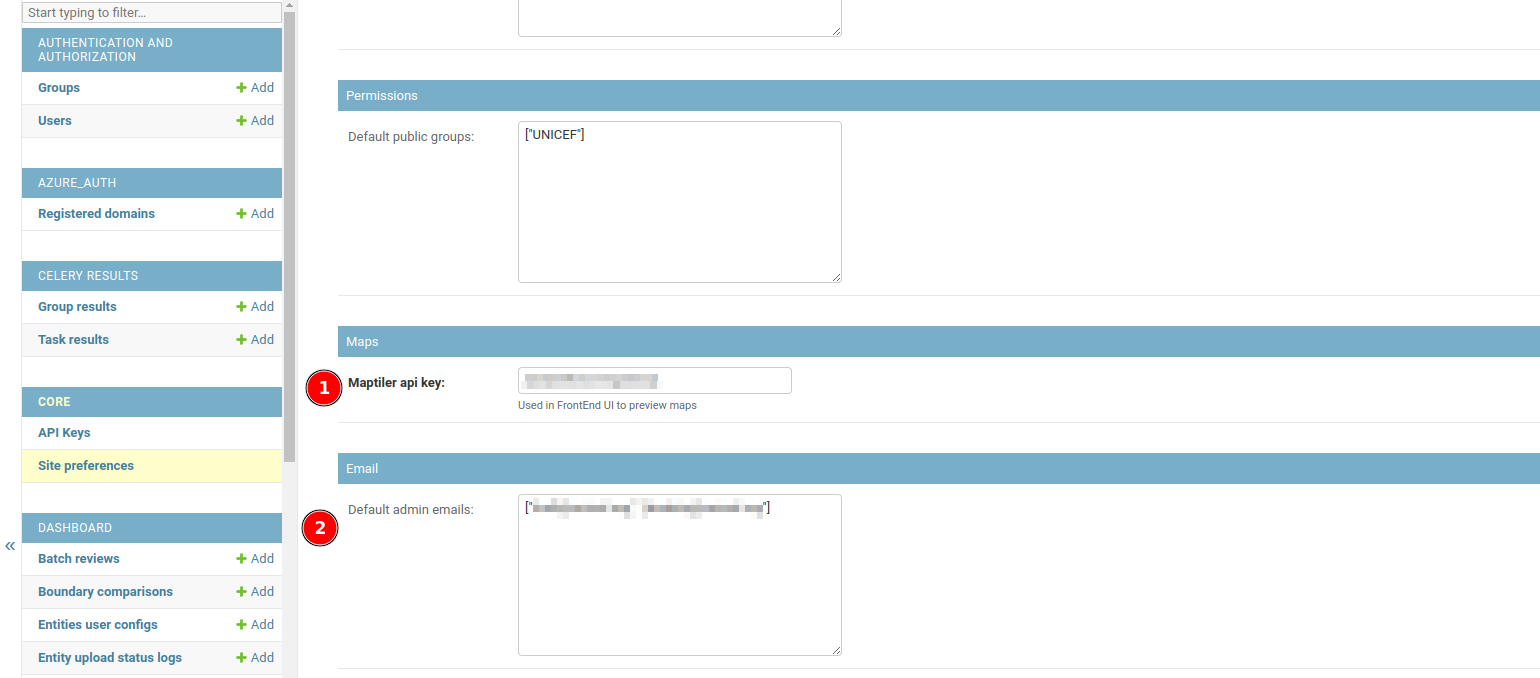 Start typing to filter...
AUTHENTICATION AND
AUTHORIZATION
Groups + Add
Users + Add
AZURE_AUTH
Registered domains + Add
CELERY RESULTS
Group results + Add
Task results + Add
CORE
API Keys
Site preferences
DASHBOARD
Batch reviews + Add
Boundary comparisons + Add
Entities user configs + Add
Entity upload status logs + Add
«
Permissions
Default public groups:
["UNICEF"]
Maps
1
Maptiler api key:
Used in FrontEnd UI to preview maps
Email
2
Default admin emails:
[" "]